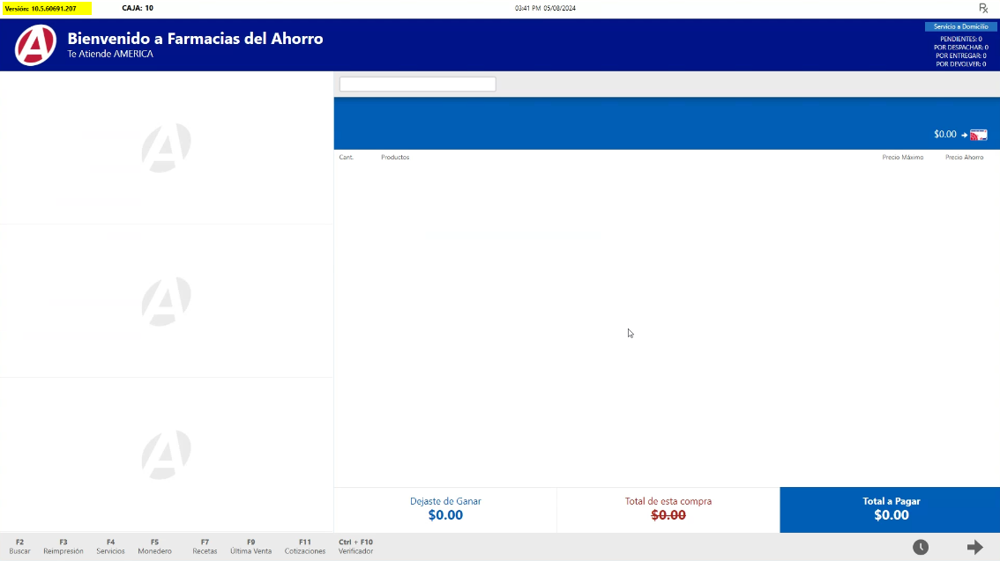 Versión: 10.5.60691.207
CAJA: 10
03:41 PM 05/08/2024
Rx
Bienvenido a Farmacias del Ahorro
Te Atiende AMERICA
Servicio a Domicilio
PENDIENTES: 0
POR DESPACHAR: 0
POR ENTREGAR: 0
POR DEVOLVER: 0
$0.00
Cant. Productos Precio Máximo Precio Ahorro
Dejaste de Ganar
$0.00
Total de esta compra
$0.00
Total a Pagar
$0.00
F2 F3 F4 F5 F7 F9 F11 Ctrl + F10
Buscar Reimpresión Servicios Monedero Recetas Última Venta Cotizaciones Verificador